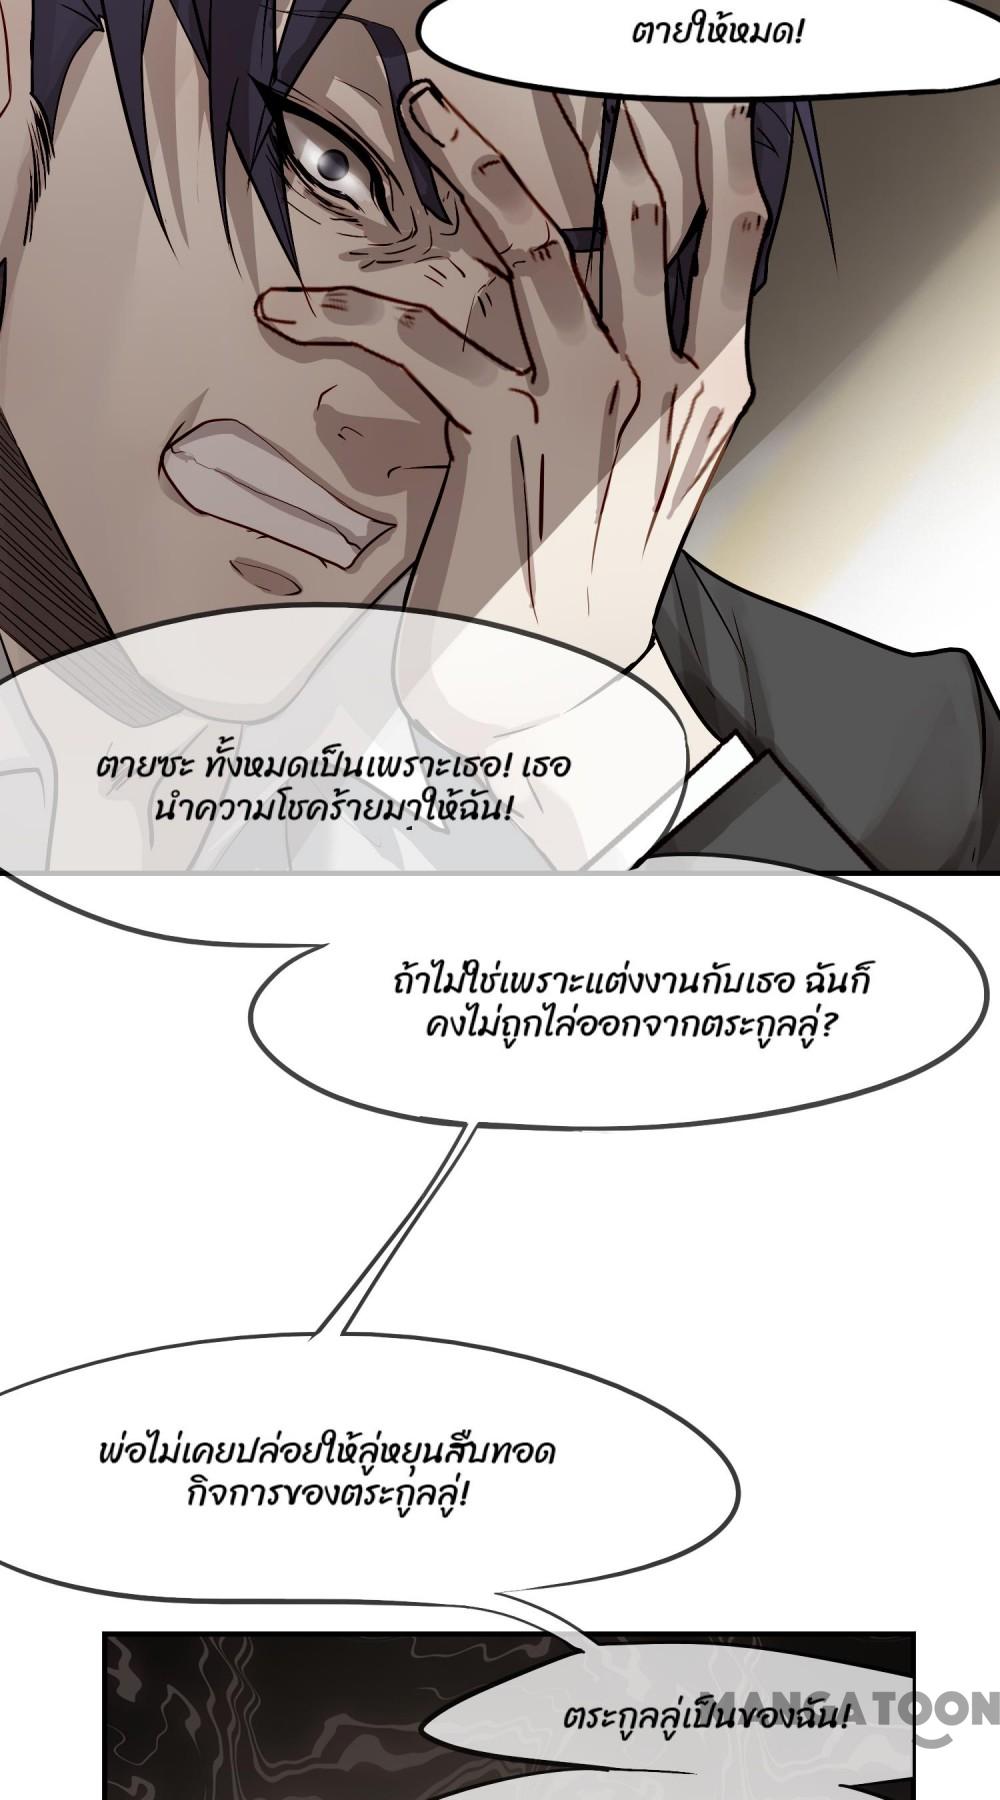 ตายให้หมด!
ตายซะ ทั้งหมดเป็นเพราะเธอ! เธอ
นำความโชคร้ายมาให้ฉัน!
ถ้าไม่ใช่เพราะแต่งงานกับเธอ ฉันก็
คงไม่ถูกไล่ออกจากตระกูลลู่?
พ่อไม่เคยปล่อยให้ลู่หยุนสืบทอด
กิจการของตระกูลลู่!
ตระกูลลู่เป็นของฉัน!
MANGATOON